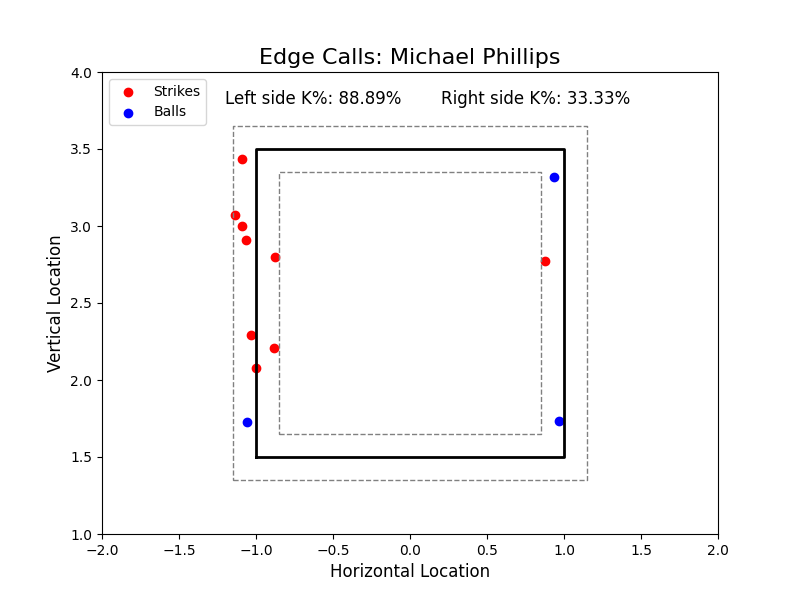 Edge Calls: Michael Phillips
Strikes
Balls
Left side K%: 88.89%
Right side K%: 33.33%
4.0
3.5
3.0
2.5
2.0
1.5
1.0
Vertical Location
−2.0 −1.5 −1.0 −0.5 0.0 0.5 1.0 1.5 2.0
Horizontal Location